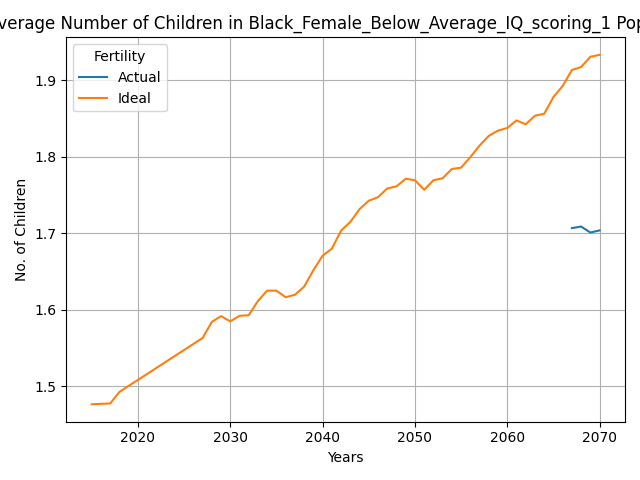 verage Number of Children in Black_Female_Below_Average_IQ_scoring_1 Pop
Fertility
Actual
Ideal
No. of Children
1.9
1.8
1.7
1.6
1.5
2020 2030 2040 2050 2060 2070
Years